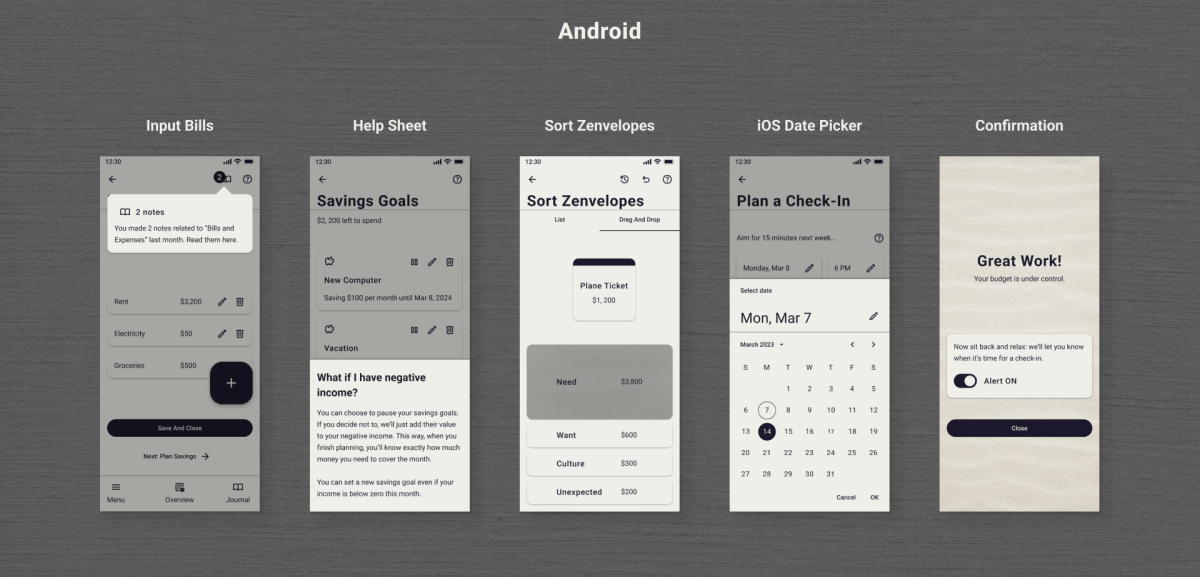 Android
Input Bills
12:30
2
2 notes
You made 2 notes related to "Bills and
Expenses" last month. Read them here.
Rent $3,200
Electricity $50
Groceries $500
+
Save And Close
Next: Plan Savings
Menu Overview Journal
Help Sheet
12:30
?
Savings Goals
$2, 200 left to spend
New Computer
Saving $100 per month until Mar 8, 2024
Vacation
What if I have negative
income?
You can choose to pause your savings goals.
If you decide not to, we'll just add their value
to your negative income. This way, when you
finish planning, you'll know exactly how much
money you need to cover the month.
You can set a new savings goal even if your
income is below zero this month.
Sort Zenvelopes
12:30
?
Sort Zenvelopes
List Drag And Drop
Plane Ticket
$1, 200
Need $3,800
Want $600
Culture $300
Unexpected $200
iOS Date Picker
12:30
Plan a Check-In
Aim for 15 minutes next week...
?
Monday, Mar 8 6 PM
Select date
Mon, Mar 7
March 2023
S M T W T F S
1 2 3 4 5
6 7 8 9 10 11 12
13 14 15 16 17 18 19
20 21 22 23 24 25 26
27 28 29 30 31
Cancel OK
Confirmation
Great Work!
Your budget is under control.
Now sit back and relax: we'll let you know
when it's time for a check-in.
Alert ON
Close